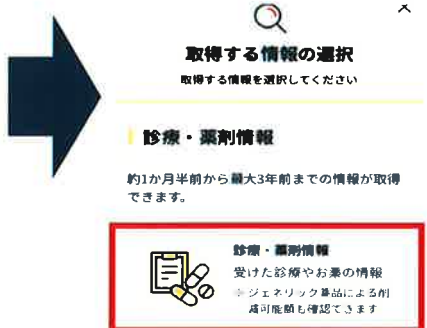 取得する情報の選択
取得する情報を選択してください
診療・薬剤情報
約1か月半前から最大3年前までの情報が取得
できます。
診療・薬剤情報
受けた診療やお薬の情報
※ジェネリック薬品による削
減可能額も確認できます